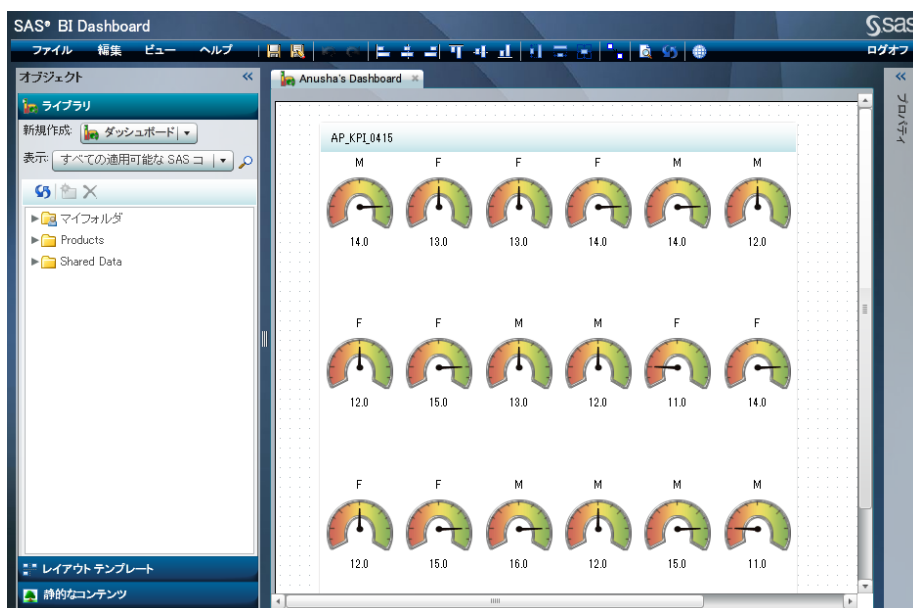 SAS® BI Dashboard
sas
ファイル 編集 ビュー ヘルプ
ログオフ
オブジェクト
ライブラリ
新規作成: ダッシュボード
表示: すべての適用可能な SAS コ
マイフォルダ
Products
Shared Data
レイアウト テンプレート
静的なコンテンツ
Anusha's Dashboard
AP_KPI_0415
M F F F M M
14.0 13.0 13.0 14.0 14.0 12.0
F F M M F F
12.0 15.0 13.0 12.0 11.0 14.0
F F M M M M
12.0 15.0 16.0 12.0 15.0 11.0
プロパティ